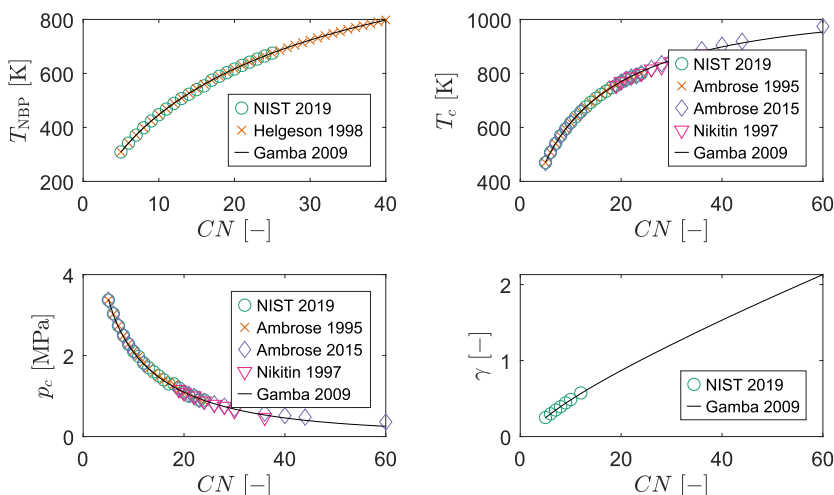 800
600
400
200
0
10
20
30
40
T_NBP [K]
CN [−]
NIST 2019
Helgeson 1998
Gamba 2009
1000
800
600
400
0
20
40
60
T_c [K]
CN [−]
NIST 2019
Ambrose 1995
Ambrose 2015
Nikitin 1997
Gamba 2009
4
2
0
0
20
40
60
p_c [MPa]
CN [−]
NIST 2019
Ambrose 1995
Ambrose 2015
Nikitin 1997
Gamba 2009
2
1
0
0
20
40
60
γ [−]
CN [−]
NIST 2019
Gamba 2009